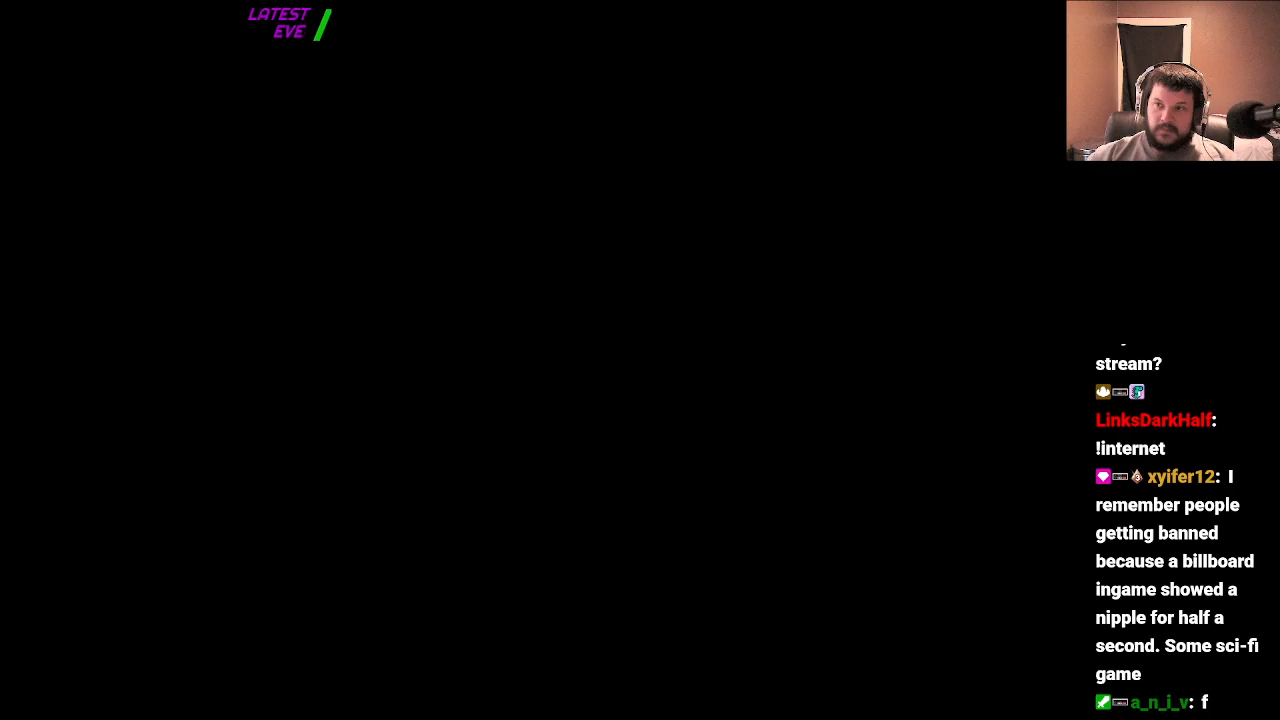 LATEST
EVE
stream?
LinksDarkHalf:
!internet
xyifer12: I
remember people
getting banned
because a billboard
ingame showed a
nipple for half a
second. Some sci-fi
game
a_n_i_v: f